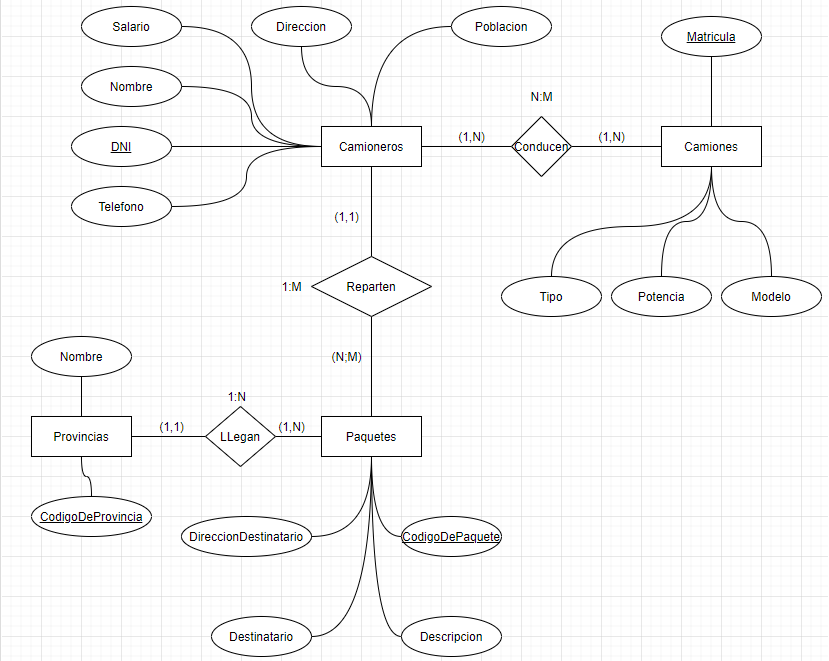 Salario
Direccion
Poblacion
Matricula
Nombre
N:M
DNI
Camioneros
(1,N)
Conducen
(1,N)
Camiones
Telefono
(1,1)
1:M
Reparten
Tipo
Potencia
Modelo
(N;M)
Nombre
1:N
Provincias
(1,1)
LLegan
(1,N)
Paquetes
CodigoDeProvincia
DireccionDestinatario
CodigoDePaquete
Destinatario
Descripcion